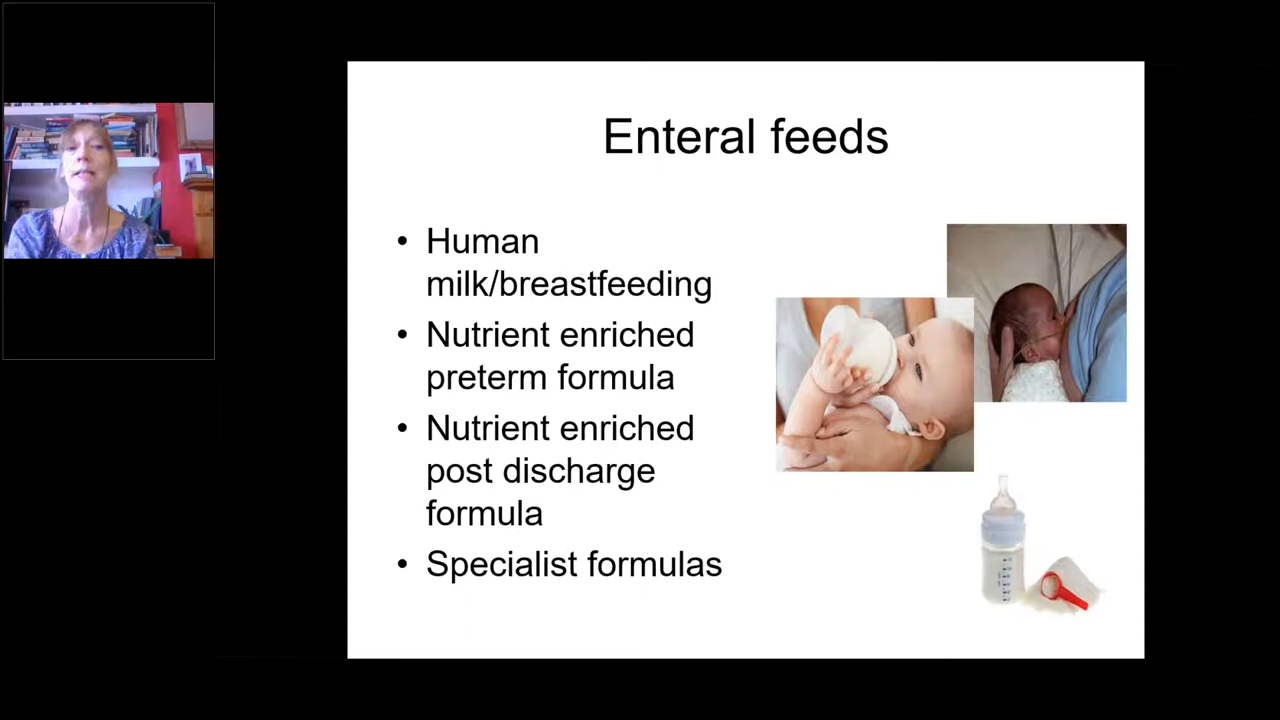 Enteral feeds
• Human
milk/breastfeeding
• Nutrient enriched
preterm formula
• Nutrient enriched
post discharge
formula
• Specialist formulas